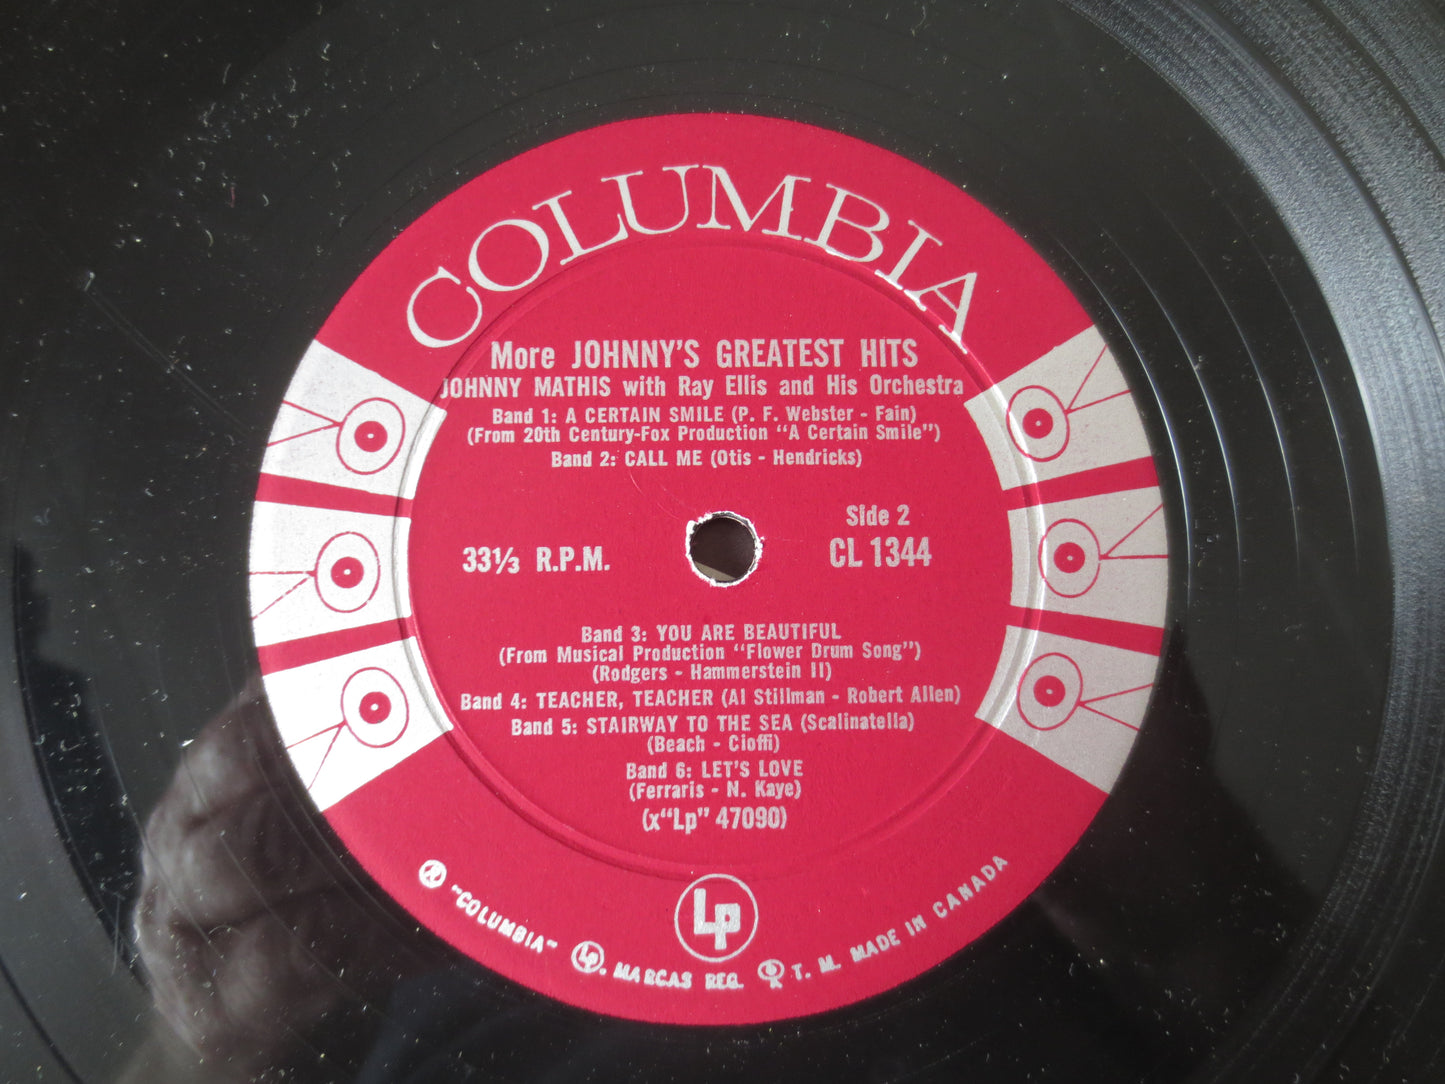 COLUMBIA
More JOHNNY'S GREATEST HITS
JOHNNY MATHIS with Ray Ellis and His Orchestra
Band 1: A CERTAIN SMILE (P. F. Webster - Fain)
(From 20th Century-Fox Production "A Certain Smile")
Band 2: CALL ME (Otis - Hendricks)
Side 2
33⅓ R.P.M.
CL 1344
Band 3: YOU ARE BEAUTIFUL
(From Musical Production "Flower Drum Song")
(Rodgers - Hammerstein II)
Band 4: TEACHER, TEACHER (Al Stillman - Robert Allen)
Band 5: STAIRWAY TO THE SEA (Scalinatella)
(Beach - Cioffi)
Band 6: LET'S LOVE
(Ferraris - N. Kaye)
(x"Lp" 47090)
LP
® "COLUMBIA" LP. MARCAS REG. T. M. MADE IN CANADA